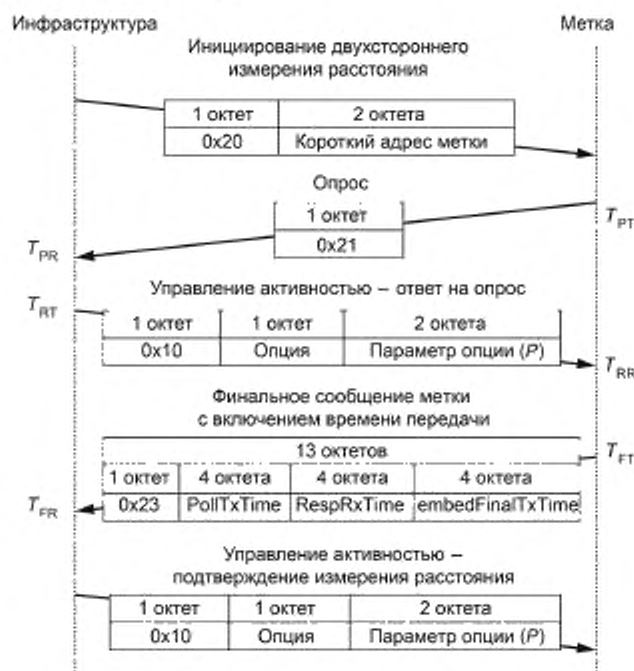 Инфраструктура
Метка
Инициирование двухстороннего
измерения расстояния
1 октет 2 октета
0x20 Короткий адрес метки
Опрос
1 октет
0x21
T_PT
T_PR
Управление активностью – ответ на опрос
T_RT
1 октет 1 октет 2 октета
0x10 Опция Параметр опции (P)
T_RR
Финальное сообщение метки
с включением времени передачи
13 октетов
T_FT
1 октет 4 октета 4 октета 4 октета
T_FR
0x23 PollTxTime RespRxTime embedFinalTxTime
Управление активностью –
подтверждение измерения расстояния
1 октет 1 октет 2 октета
0x10 Опция Параметр опции (P)